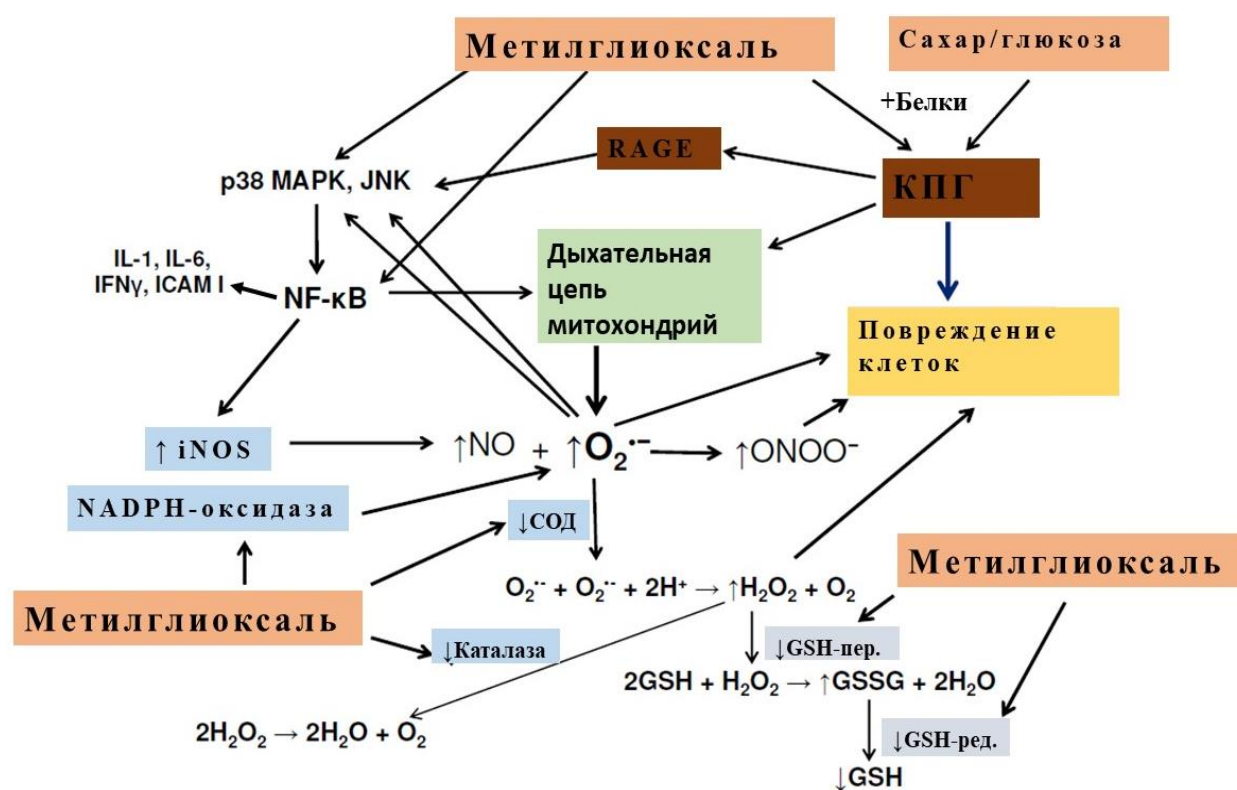 Метилглиоксаль
Сахар/глюкоза
+Белки
RAGE
КПГ
p38 MAPK, JNK
IL-1, IL-6,
IFNγ, ICAM I
NF-κB
Дыхательная
цепь
митохондрий
Повреждение
клеток
↑ iNOS
↑NO + ↑O₂•⁻
↑ONOO⁻
NADPH-оксидаза
↓СОД
Метилглиоксаль
O₂•⁻ + O₂•⁻ + 2H⁺ → ↑H₂O₂ + O₂
Метилглиоксаль
↓Каталаза
↓GSH-пер.
2GSH + H₂O₂ → ↑GSSG + 2H₂O
2H₂O₂ → 2H₂O + O₂
↓GSH-ред.
↓GSH